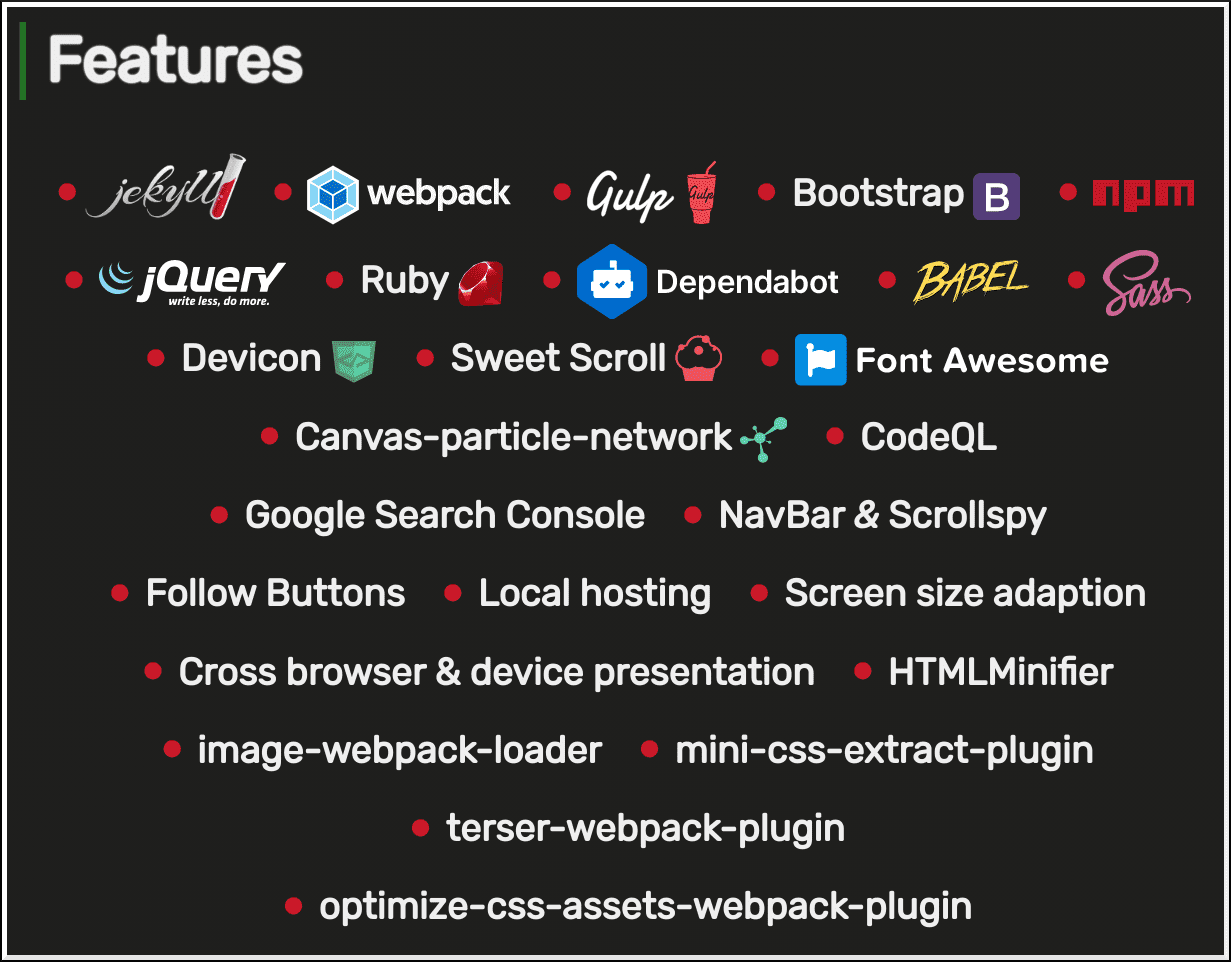 Features
jekyll webpack Gulp Gulp Bootstrap B npm
jQuery write less, do more. Ruby Dependabot BABEL Sass
Devicon </> Sweet Scroll Font Awesome
Canvas-particle-network CodeQL
Google Search Console NavBar & Scrollspy
Follow Buttons Local hosting Screen size adaption
Cross browser & device presentation HTMLMinifier
image-webpack-loader mini-css-extract-plugin
terser-webpack-plugin
optimize-css-assets-webpack-plugin